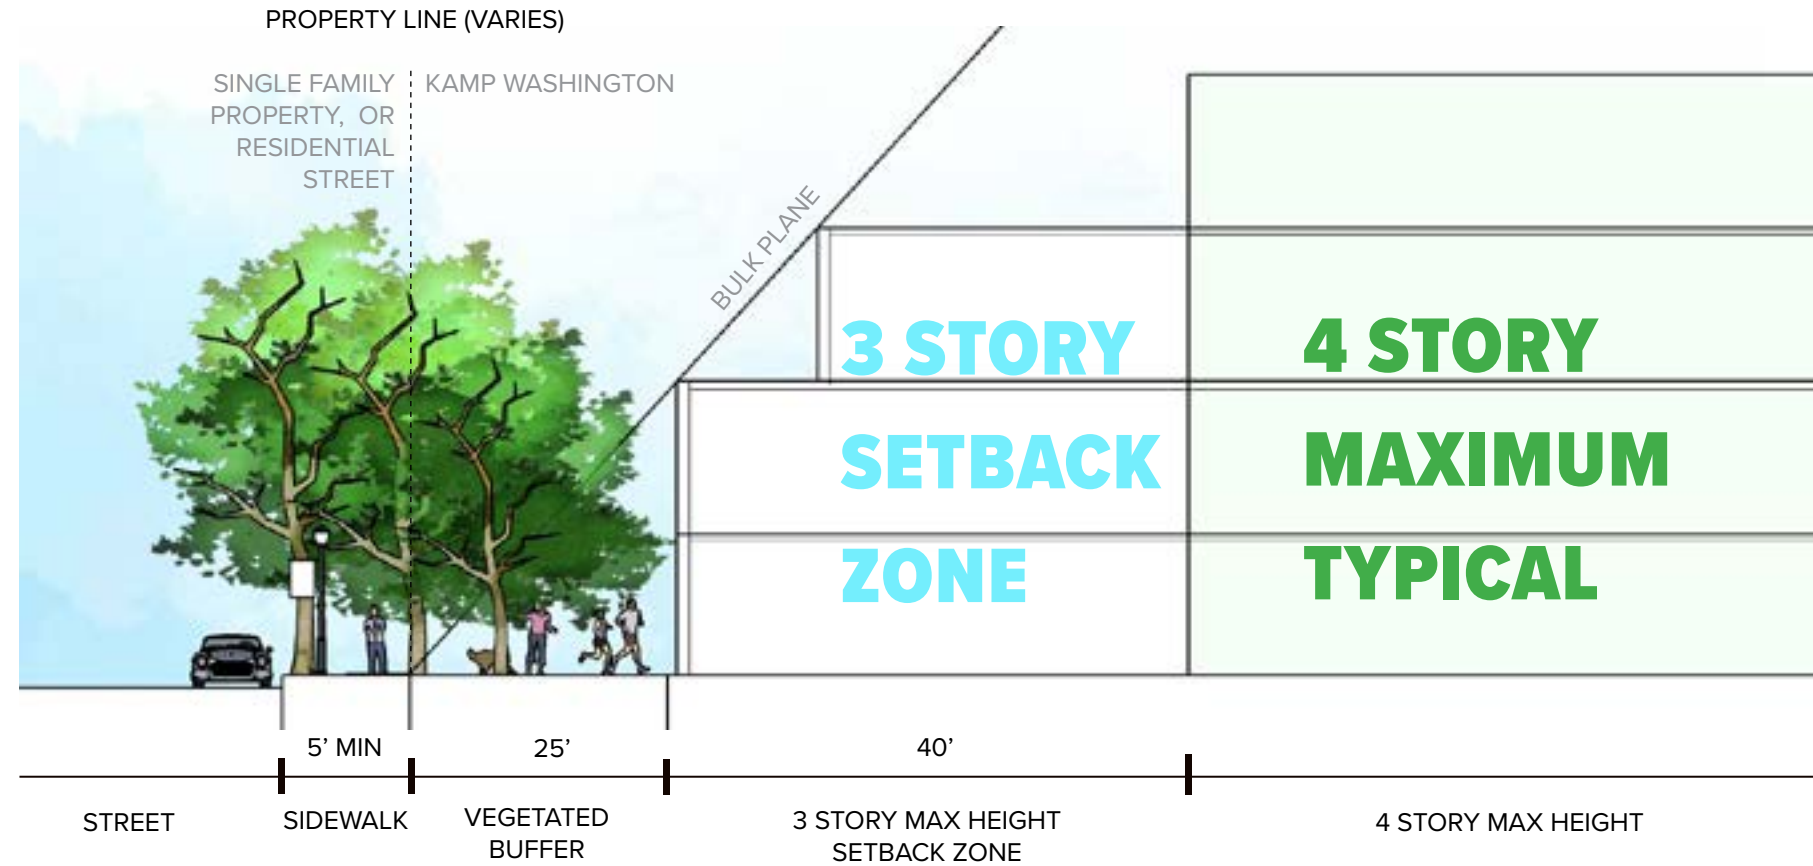 PROPERTY LINE (VARIES)
SINGLE FAMILY
PROPERTY, OR
RESIDENTIAL
STREET
KAMP WASHINGTON
BULK PLANE
3 STORY
SETBACK
ZONE
4 STORY
MAXIMUM
TYPICAL
5’ MIN
25’
40’
STREET
SIDEWALK
VEGETATED
BUFFER
3 STORY MAX HEIGHT
SETBACK ZONE
4 STORY MAX HEIGHT